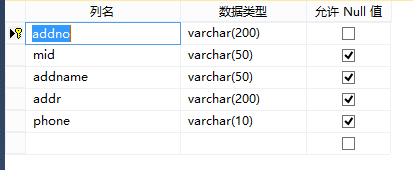 列名 数据类型 允许 Null 值
addno varchar(200)
mid varchar(50)
addname varchar(50)
addr varchar(200)
phone varchar(10)